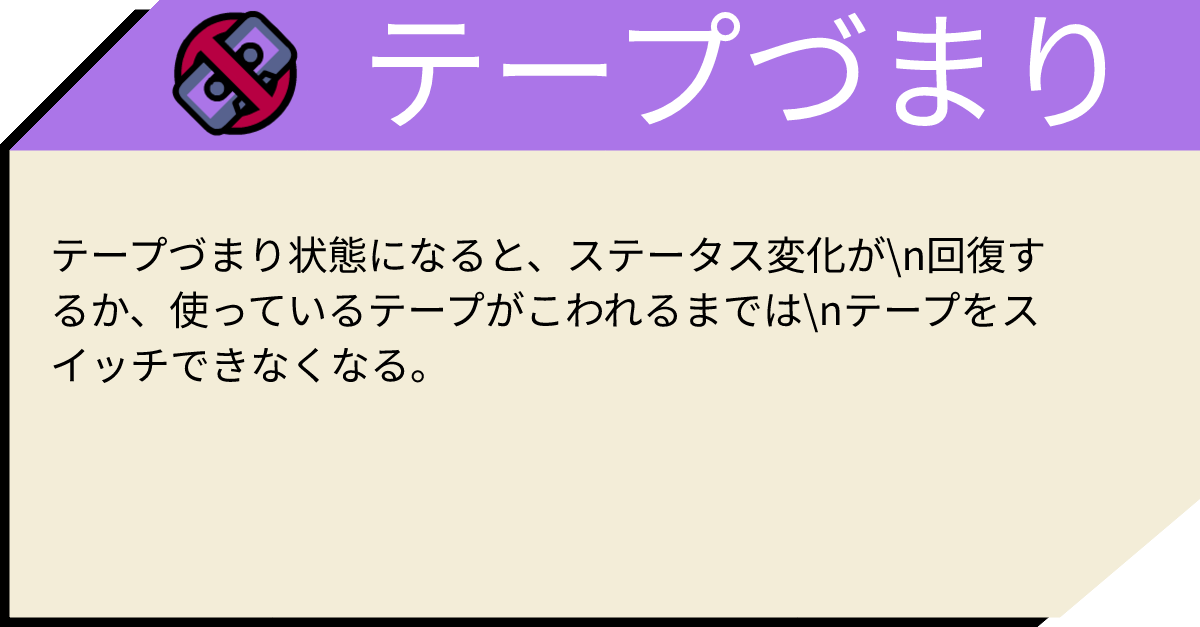 テープづまり
テープづまり状態になると、ステータス変化が\n回復す
るか、使っているテープがこわれるまでは\nテープをス
イッチできなくなる。